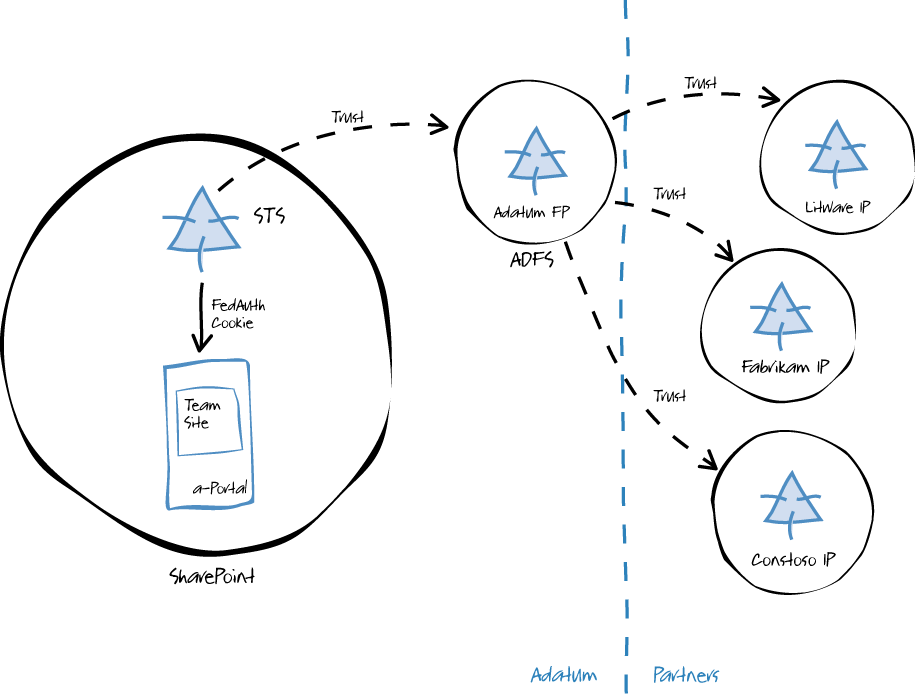 Trust
Trust
STS
Adatum FP
ADFS
LitWare IP
Trust
FedAuth
Cookie
Fabrikam IP
Team
Site
Trust
a-Portal
Constoso IP
SharePoint
Adatum
Partners